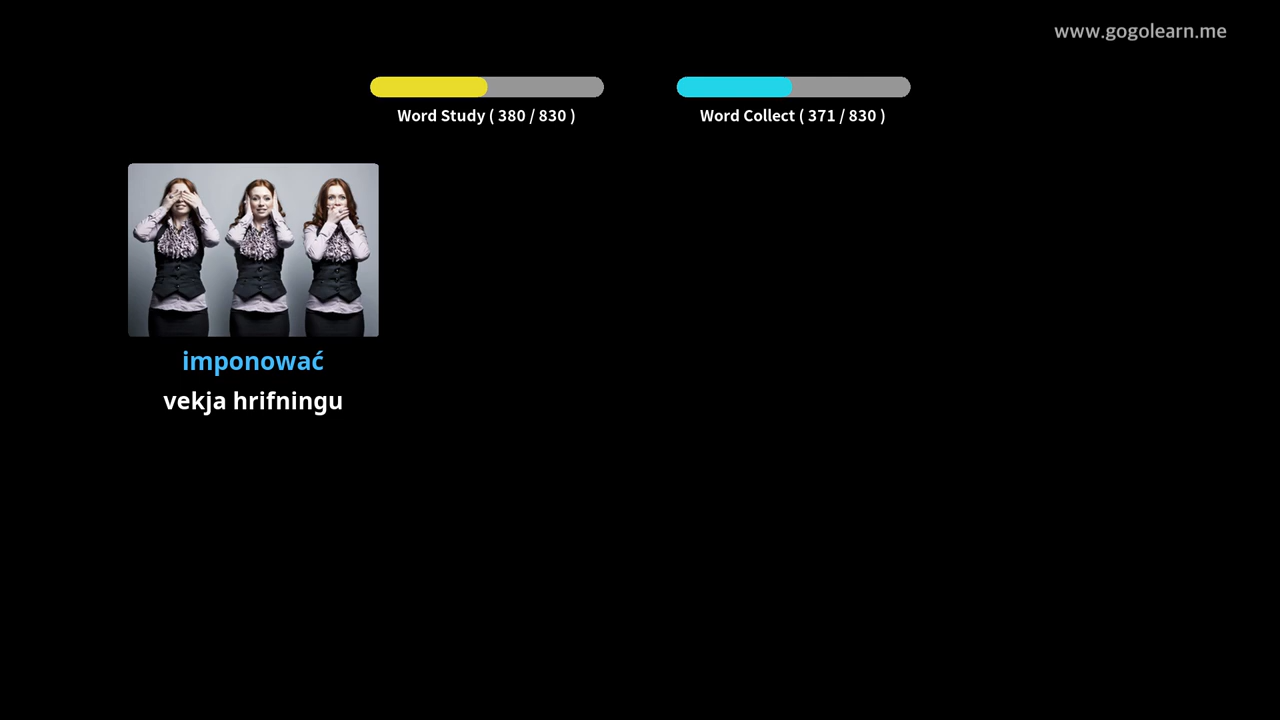 www.gogolearn.me
Word Study ( 380 / 830 )
Word Collect ( 371 / 830 )
imponować
vekja hrifningu